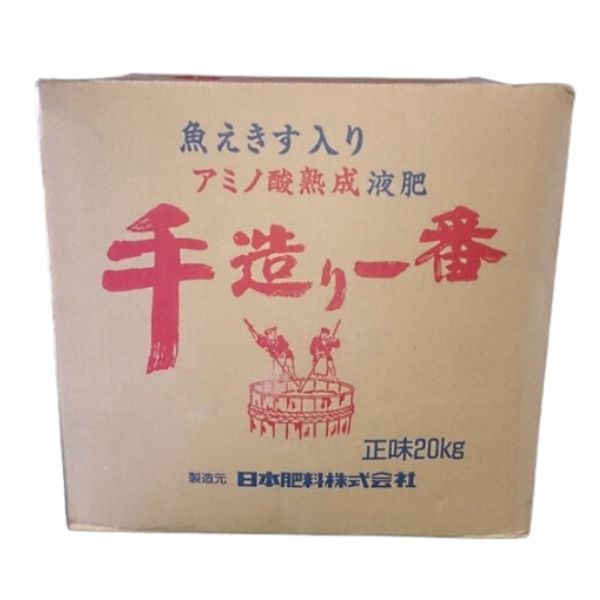 魚えきす入り
アミノ酸熟成液肥
手造り一番
正味20kg
製造元 日本肥料株式会社